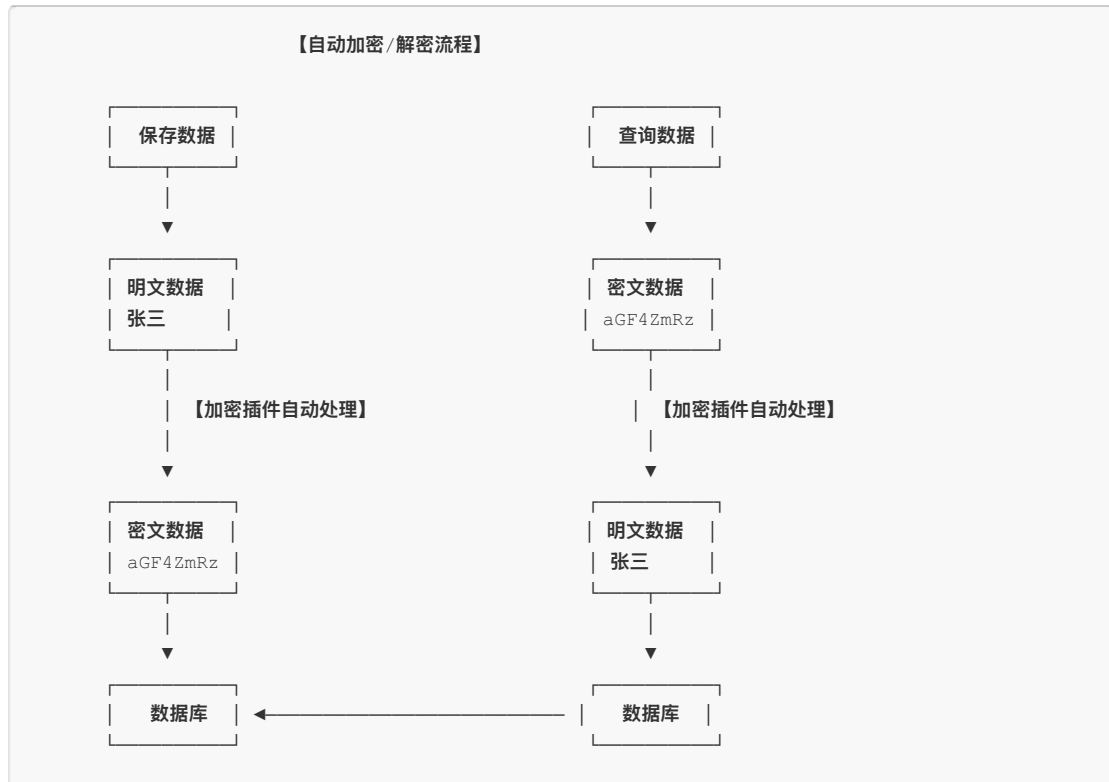 【自动加密/解密流程】
保存数据 查询数据
明文数据 密文数据
张三 aGF4ZmRz
【加密插件自动处理】 【加密插件自动处理】
密文数据 明文数据
aGF4ZmRz 张三
数据库 数据库